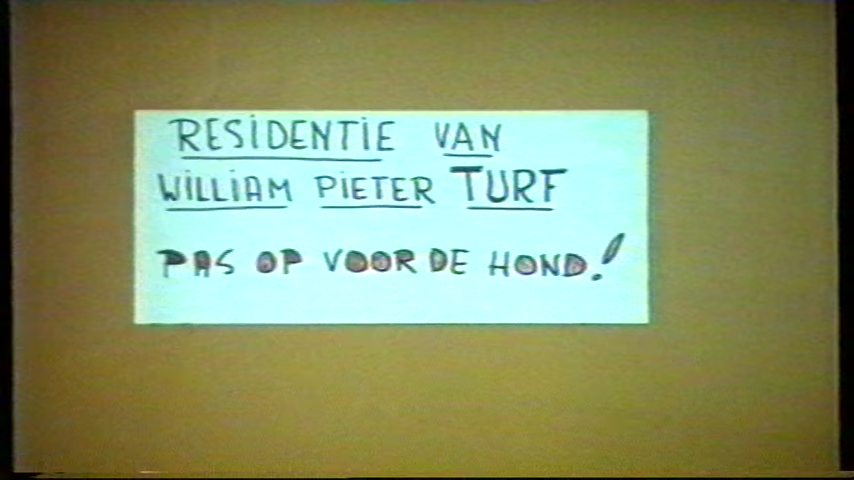 RESIDENTIE VAN
WILLIAM PIETER TURF
PAS OP VOOR DE HOND!